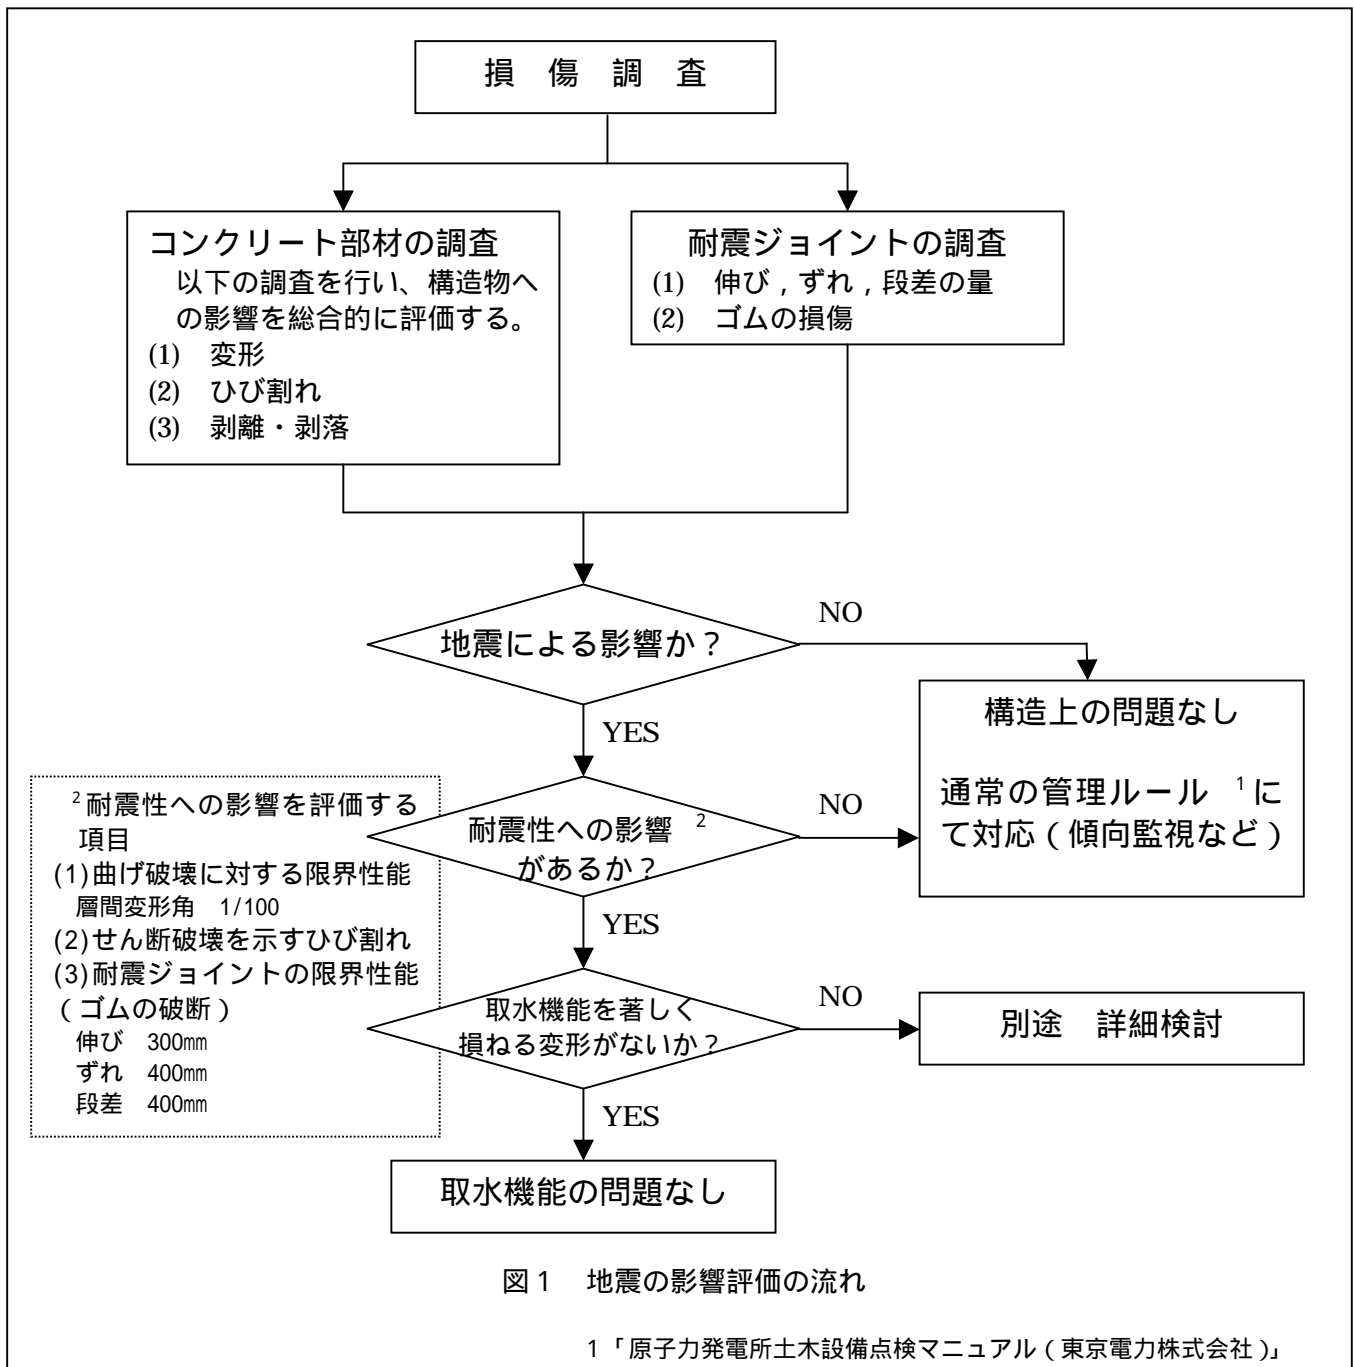 損 傷 調 査
コンクリート部材の調査
以下の調査を行い、構造物へ
の影響を総合的に評価する。
(1) 変形
(2) ひび割れ
(3) 剥離・剥落
耐震ジョイントの調査
(1) 伸び,ずれ,段差の量
(2) ゴムの損傷
地震による影響か?
NO
YES
構造上の問題なし
通常の管理ルール 1に
て対応(傾向監視など)
耐震性への影響 2
があるか?
NO
YES
2耐震性への影響を評価する
項目
(1)曲げ破壊に対する限界性能
層間変形角 1/100
(2)せん断破壊を示すひび割れ
(3)耐震ジョイントの限界性能
(ゴムの破断)
伸び 300㎜
ずれ 400㎜
段差 400㎜
取水機能を著しく
損ねる変形がないか?
NO
YES
別途 詳細検討
取水機能の問題なし
図1 地震の影響評価の流れ
1「原子力発電所土木設備点検マニュアル(東京電力株式会社)」